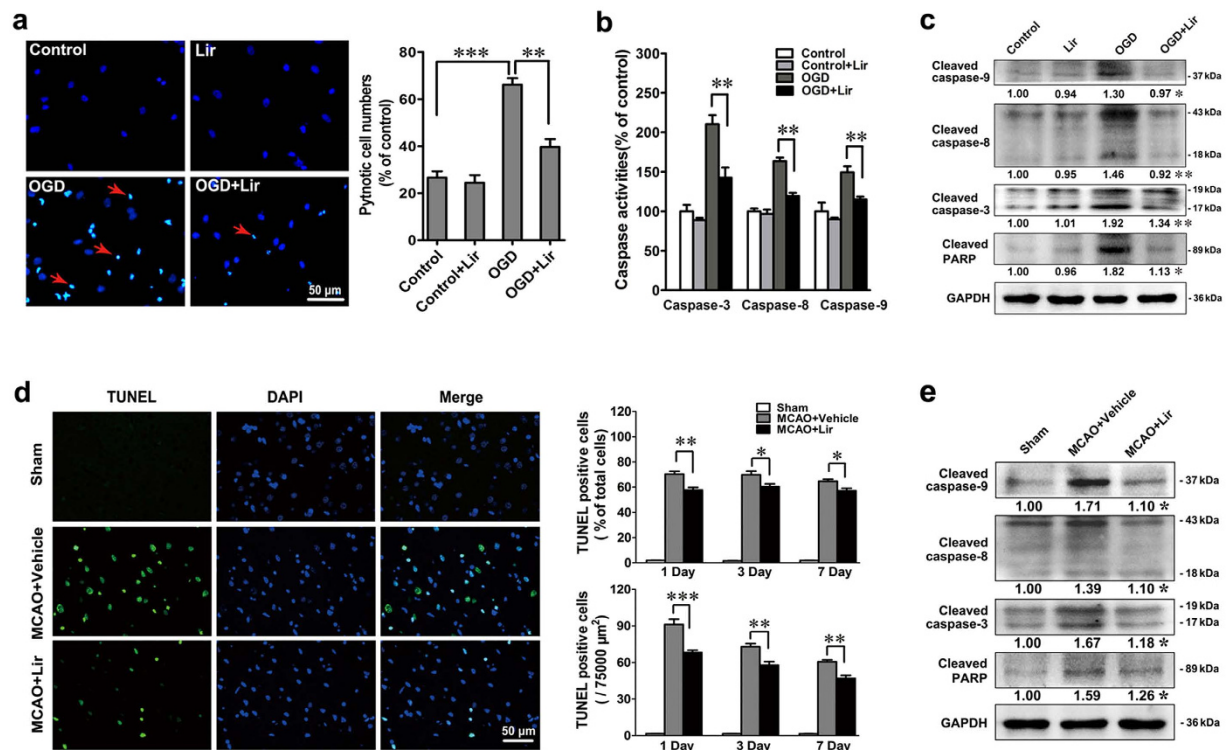 a
Control
Lir
OGD
OGD+Lir
50 µm
Pytnotic cell numbers
(% of control)
80
60
40
20
0
***
**
Control
Control+Lir
OGD
OGD+Lir
b
Caspase activities(% of control)
300
250
200
150
100
50
0
Control
Control+Lir
OGD
OGD+Lir
**
**
**
Caspase-3
Caspase-8
Caspase-9
c
Control
Lir
OGD
OGD+Lir
Cleaved
caspase-9
- 37 kDa
1.00 0.94 1.30 0.97 *
Cleaved
caspase-8
- 43 kDa
- 18 kDa
1.00 0.95 1.46 0.92 **
Cleaved
caspase-3
- 19 kDa
- 17 kDa
1.00 1.01 1.92 1.34 **
Cleaved
PARP
- 89 kDa
1.00 0.96 1.82 1.13 *
GAPDH
- 36 kDa
d
TUNEL
DAPI
Merge
Sham
MCAO+Vehicle
MCAO+Lir
50 µm
TUNEL positive cells
( % of total cells)
120
100
80
60
40
20
0
Sham
MCAO+Vehicle
MCAO+Lir
**
*
*
1 Day
3 Day
7 Day
TUNEL positive cells
( / 75000 µm²)
120
90
60
30
0
***
**
**
1 Day
3 Day
7 Day
e
Sham
MCAO+Vehicle
MCAO+Lir
Cleaved
caspase-9
- 37 kDa
1.00 1.71 1.10 *
Cleaved
caspase-8
- 43 kDa
- 18 kDa
1.00 1.39 1.10 *
Cleaved
caspase-3
- 19 kDa
- 17 kDa
1.00 1.67 1.18 *
Cleaved
PARP
- 89 kDa
1.00 1.59 1.26 *
GAPDH
- 36 kDa